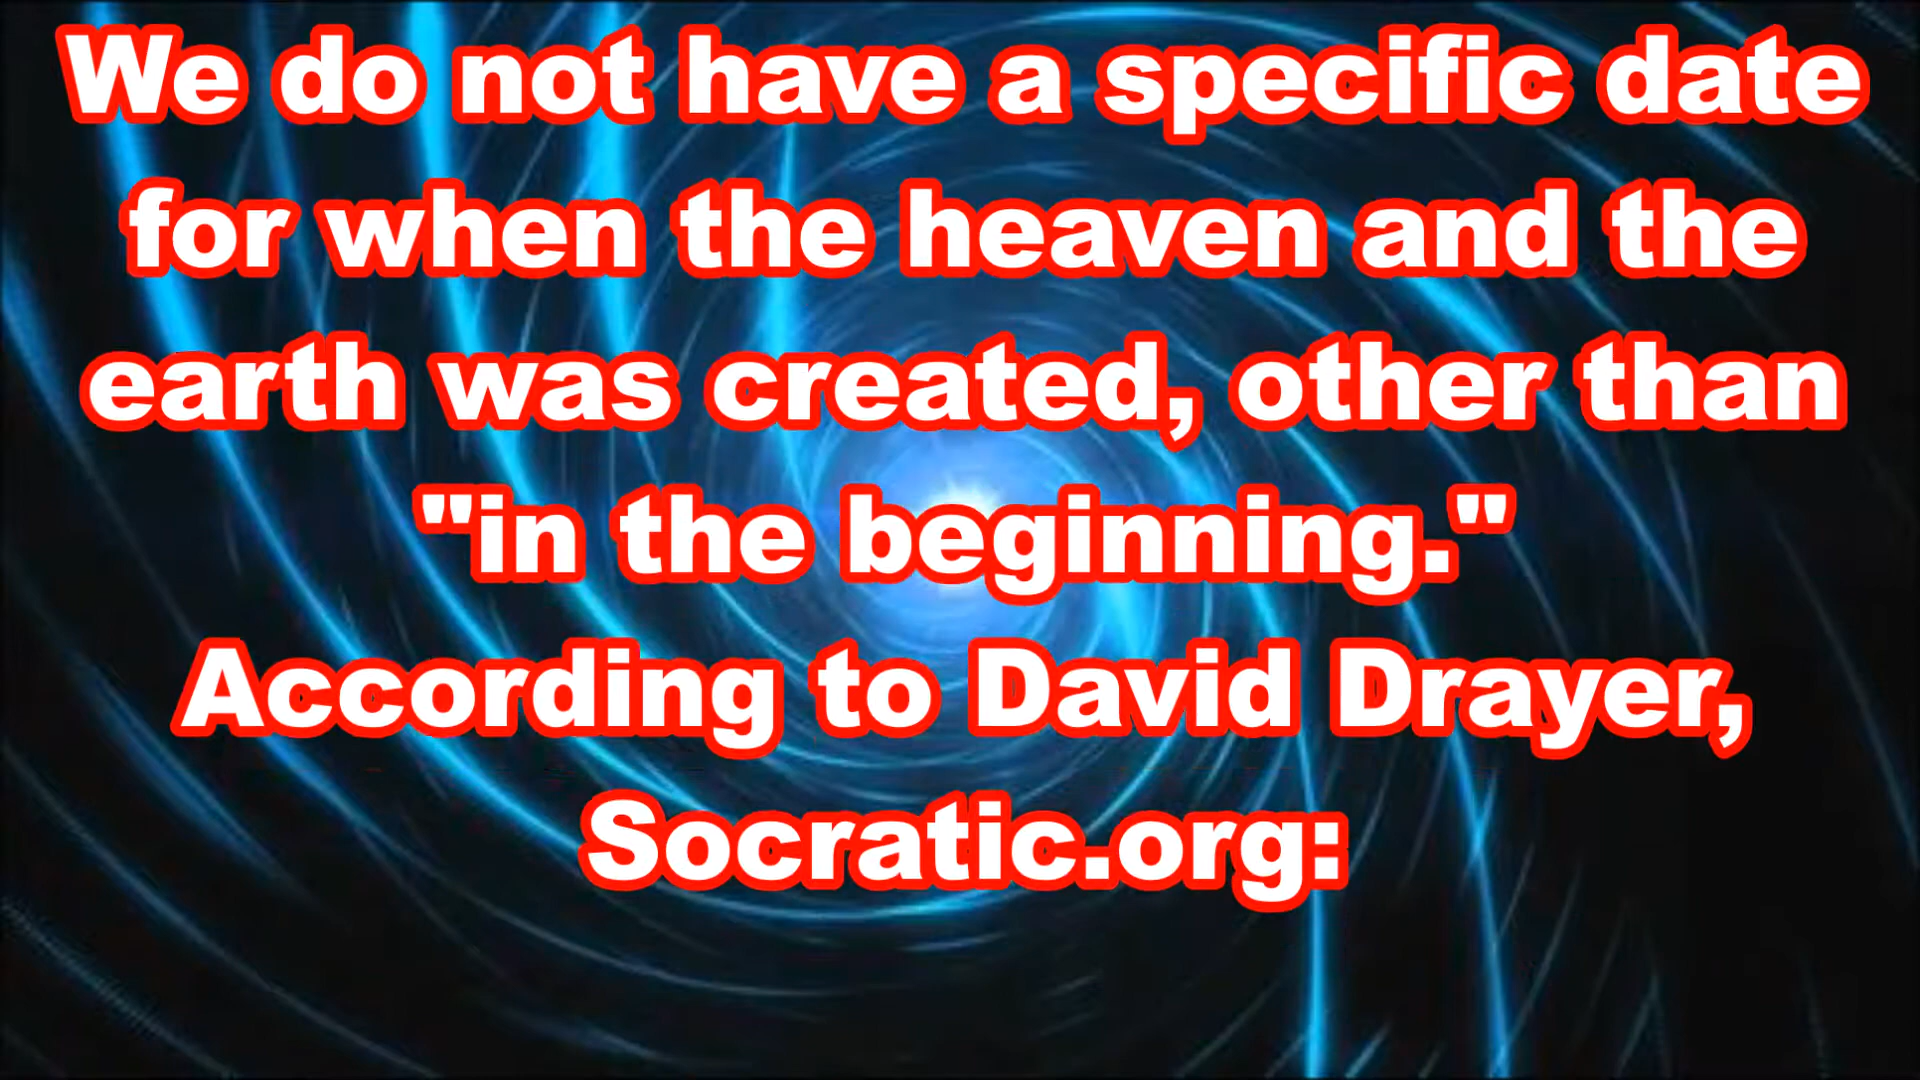 We do not have a specific date
for when the heaven and the
earth was created, other than
"in the beginning."
According to David Drayer,
Socratic.org: